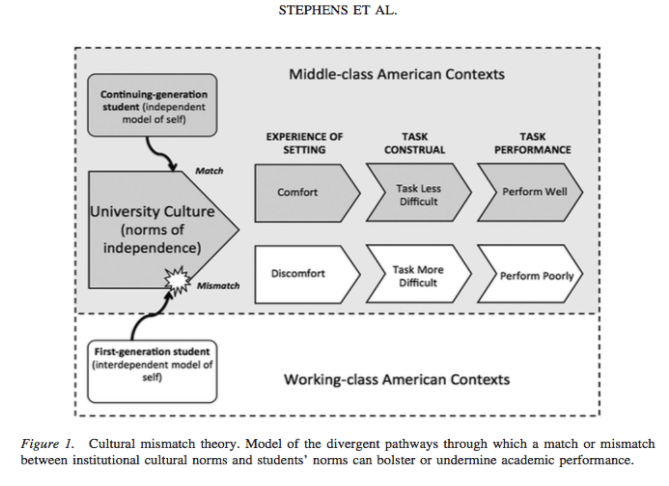 STEPHENS ET AL.
Middle-class American Contexts
Continuing-generation
student (independent
model of self)
EXPERIENCE OF
SETTING
TASK
CONSTRUAL
TASK
PERFORMANCE
Match
University Culture
(norms of
independence)
Comfort
Task Less
Difficult
Perform Well
Mismatch
Discomfort
Task More
Difficult
Perform Poorly
First-generation student
(interdependent model of
self)
Working-class American Contexts
Figure 1. Cultural mismatch theory. Model of the divergent pathways through which a match or mismatch
between institutional cultural norms and students' norms can bolster or undermine academic performance.